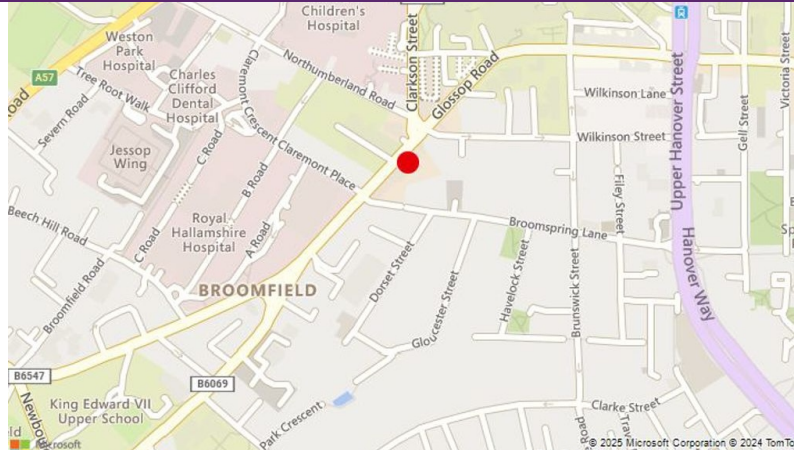 Children's
Hospital
Weston
Park
Hospital
A57
Tree Root Walk
Charles
Clifford
Dental
Hospital
Northumberland Road
Clarkson Street
Glossop Road
Claremont Crescent
Claremont Place
Severn Road
Road
Jessop
Wing
C Road
B Road
A Road
C Road
Beech Hill Road
Broomfield Road
Royal
Hallamshire
Hospital
BROOMFIELD
Wilkinson Lane
Wilkinson Street
Upper Hanover Street
Gell Street
Victoria Street
Filey Street
Broomspring Lane
Hanover Way
Dorset Street
Gloucester Street
Havelock Street
Brunswick Street
B6547
B6069
King Edward VII
Upper School
Park Crescent
Clarke Street
Road
Microsoft
© 2025 Microsoft Corporation © 2024 TomTo